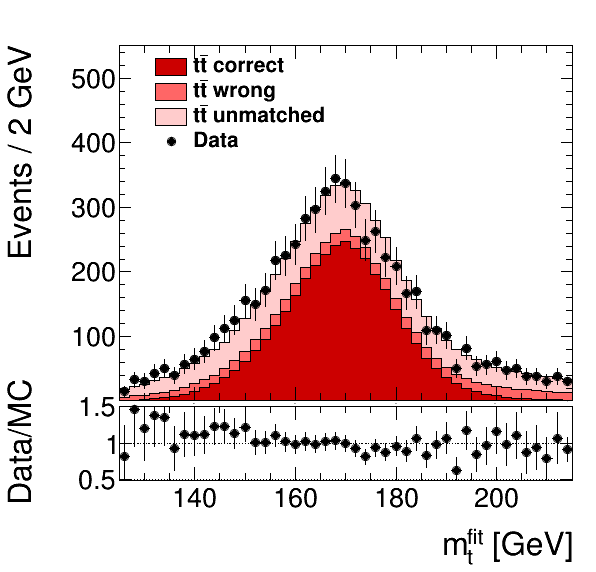 Events / 2 GeV
500
400
300
200
100
tt̄ correct
tt̄ wrong
tt̄ unmatched
Data
Data/MC
1.5
1
0.5
140 160 180 200
m_t^fit [GeV]